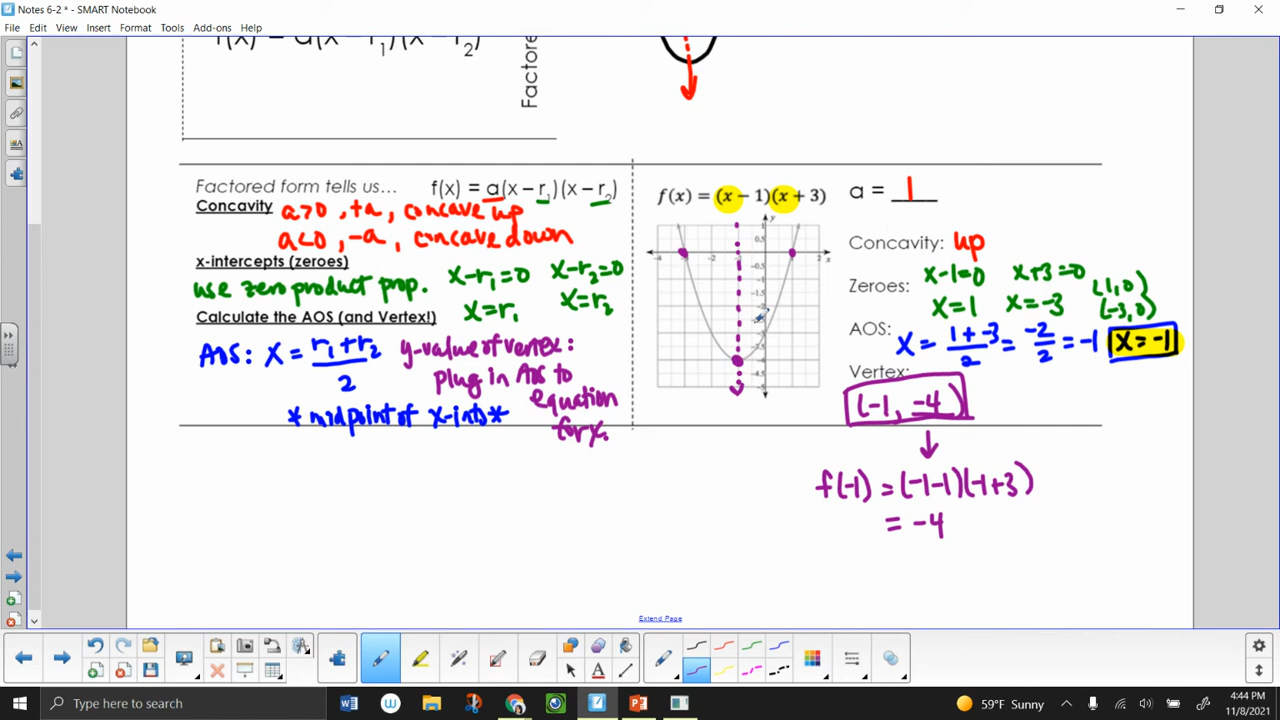 Notes 6-2 * - SMART Notebook
File Edit View Insert Format Tools Add-ons Help
f(x) = a(x − r1)(x − r2)
Factore
Factored form tells us… f(x) = a(x − r1)(x − r2)
Concavity a>0, +a, concave up
a<0, -a, concave down
x-intercepts (zeroes)
use zero product prop. x-r1=0 x-r2=0
x=r1 x=r2
Calculate the AOS (and Vertex!)
AOS: x = r1+r2 / 2
*midpoint of x-ints*
y-value of vertex:
plug in AOS to
equation
for x.
f(x) = (x − 1)(x + 3)
a = 1
Concavity: up
Zeroes: x-1=0 x+3=0 (1,0)
x=1 x=-3 (-3,0)
AOS: x = 1+-3 / 2 = -2 / 2 = -1 x=-1
Vertex:
(-1, -4)
f(-1) = (-1-1)(-1+3)
= -4
Extend Page
Type here to search
59°F Sunny
4:44 PM
11/8/2021